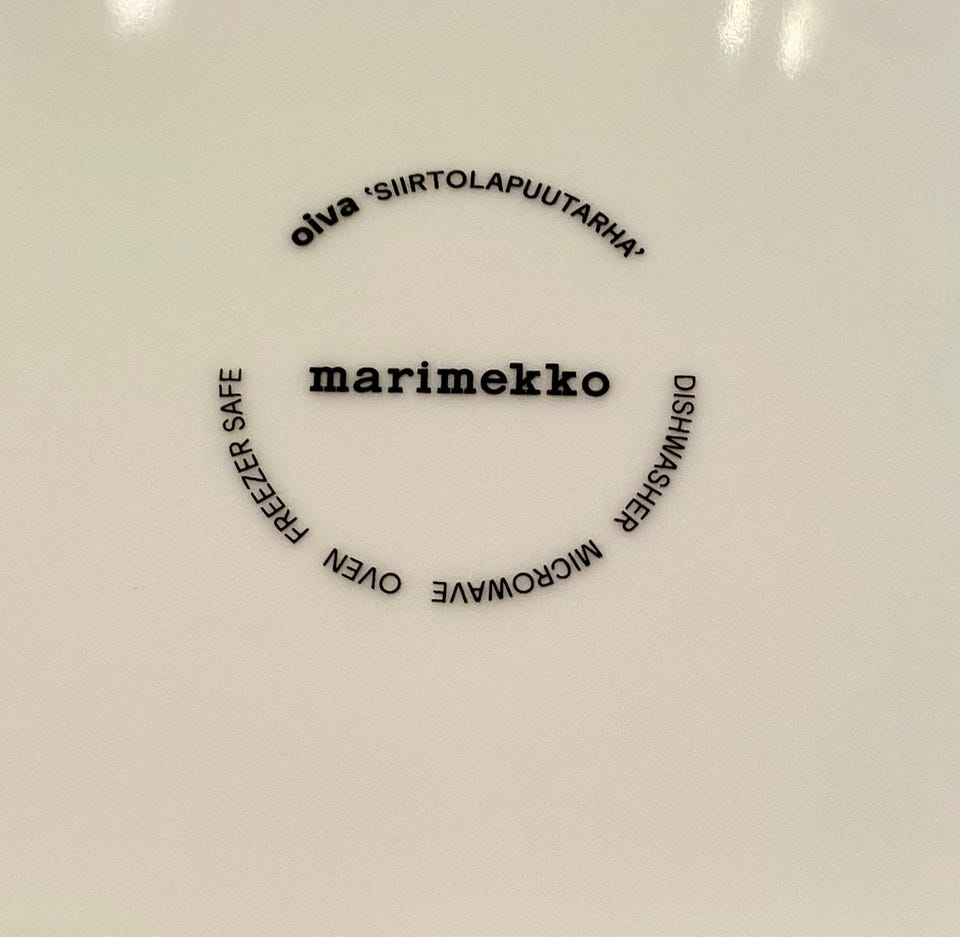 oiva ‘SIIRTOLAPUUTARHA’
marimekko
DISHWASHER MICROWAVE OVEN FREEZER SAFE